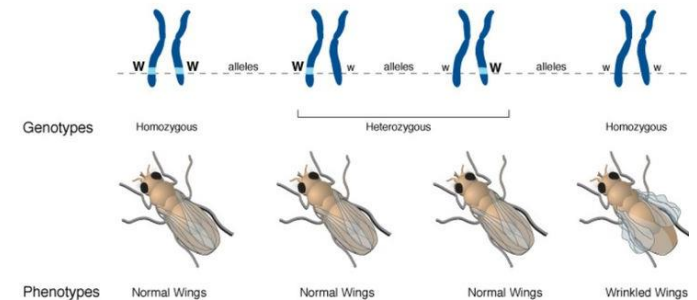 W W alleles W w alleles w W alleles w w
Genotypes Homozygous Heterozygous Homozygous
Phenotypes Normal Wings Normal Wings Normal Wings Wrinkled Wings